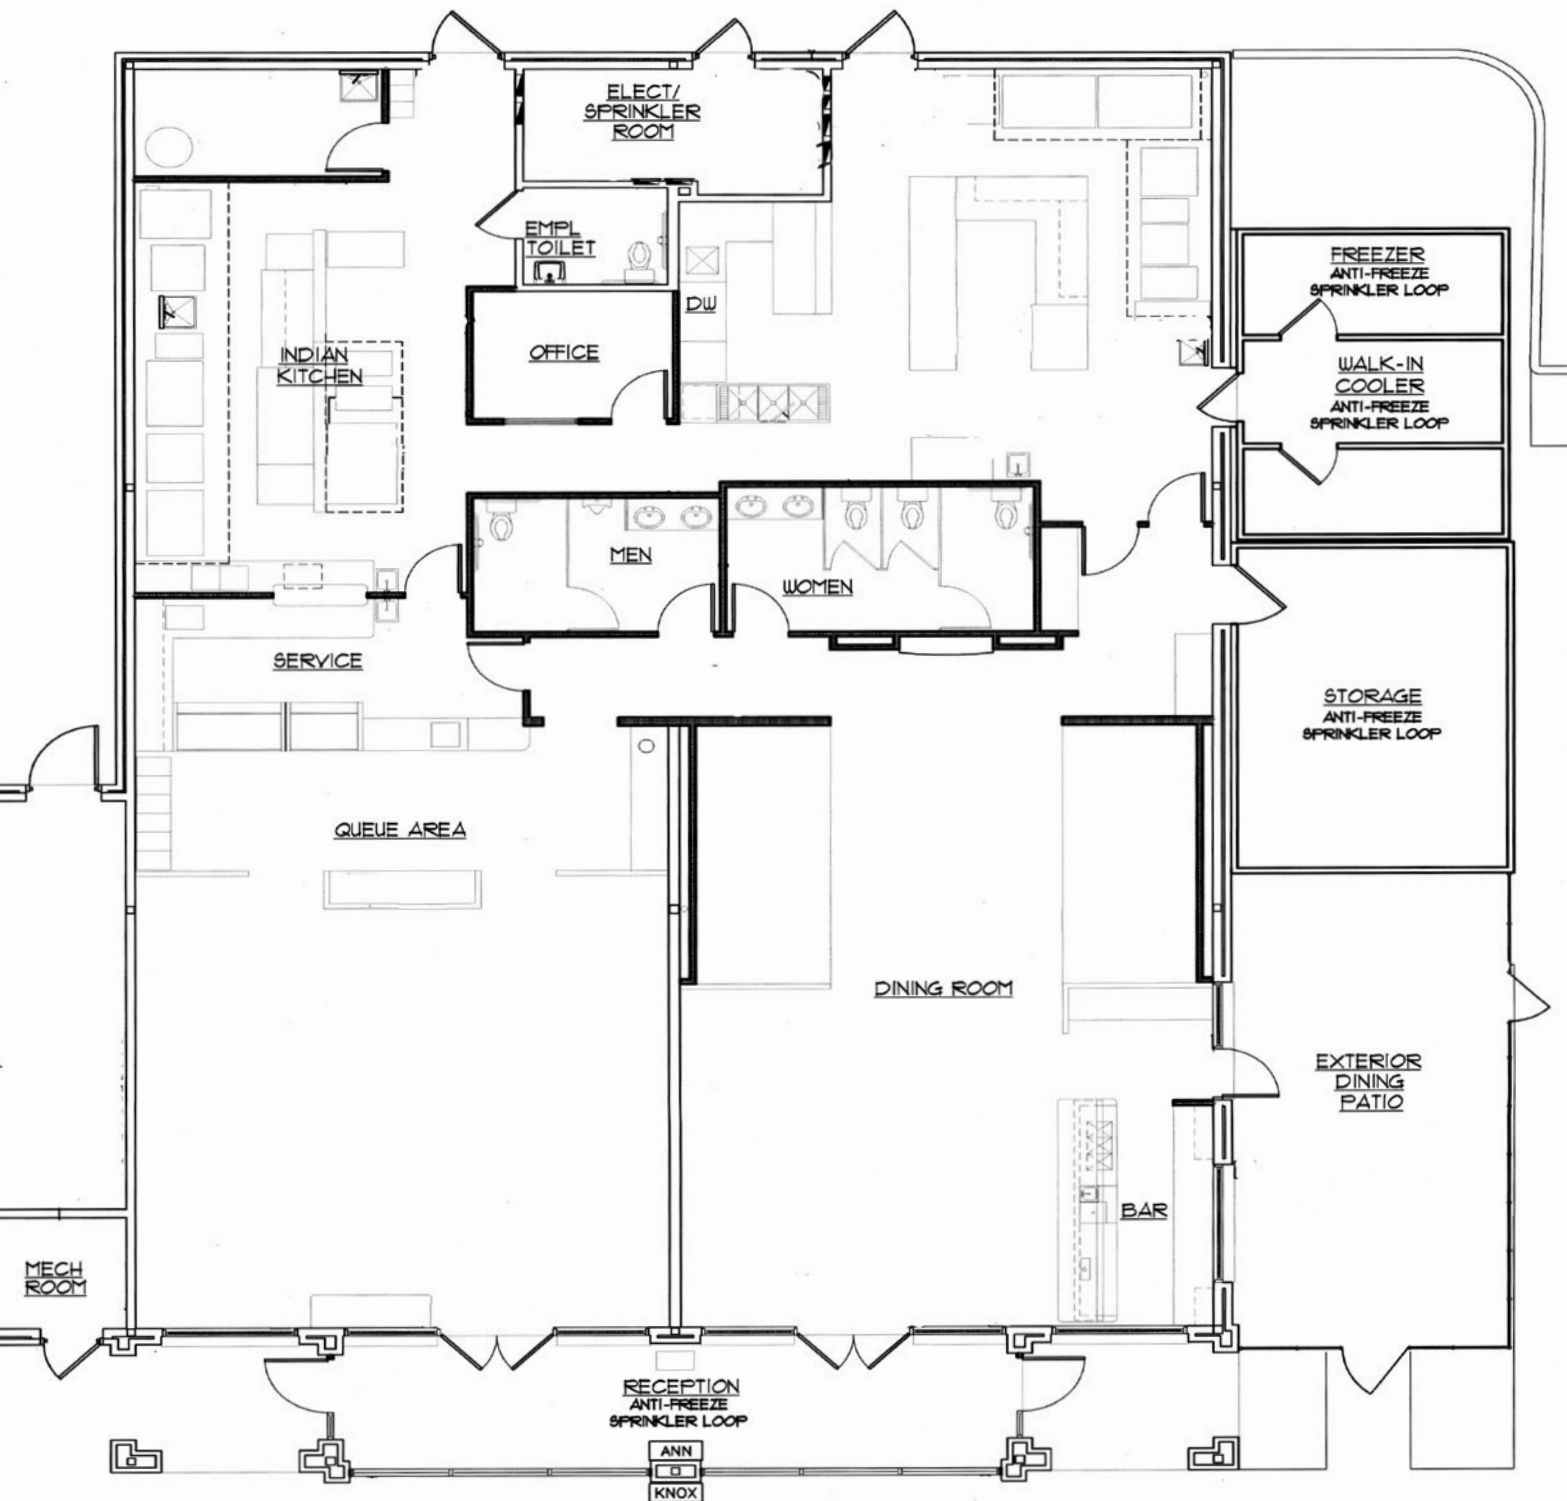 ELECT/
SPRINKLER
ROOM
EMPL
TOILET
DW
OFFICE
INDIAN
KITCHEN
FREEZER
ANTI-FREEZE
SPRINKLER LOOP
WALK-IN
COOLER
ANTI-FREEZE
SPRINKLER LOOP
MEN
WOMEN
SERVICE
STORAGE
ANTI-FREEZE
SPRINKLER LOOP
QUEUE AREA
DINING ROOM
EXTERIOR
DINING
PATIO
BAR
MECH
ROOM
RECEPTION
ANTI-FREEZE
SPRINKLER LOOP
ANN
KNOX